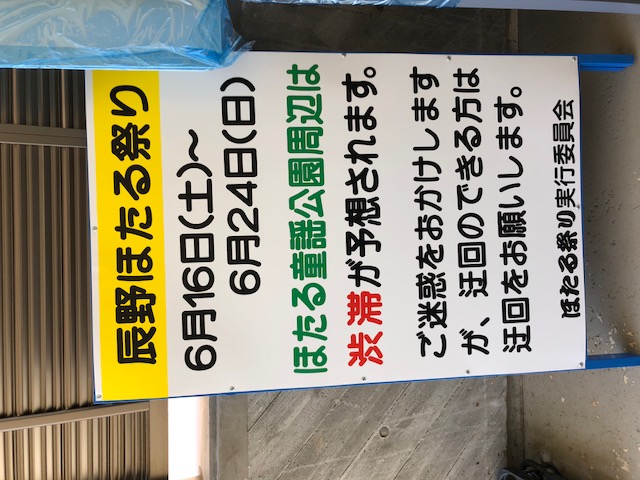 辰野ほたる祭り
6月16日(土)〜
6月24日(日)
ほたる童謡公園周辺は
渋滞が予想されます。
ご迷惑をおかけします
が、迂回のできる方は
迂回をお願いします。
ほたる祭り実行委員会